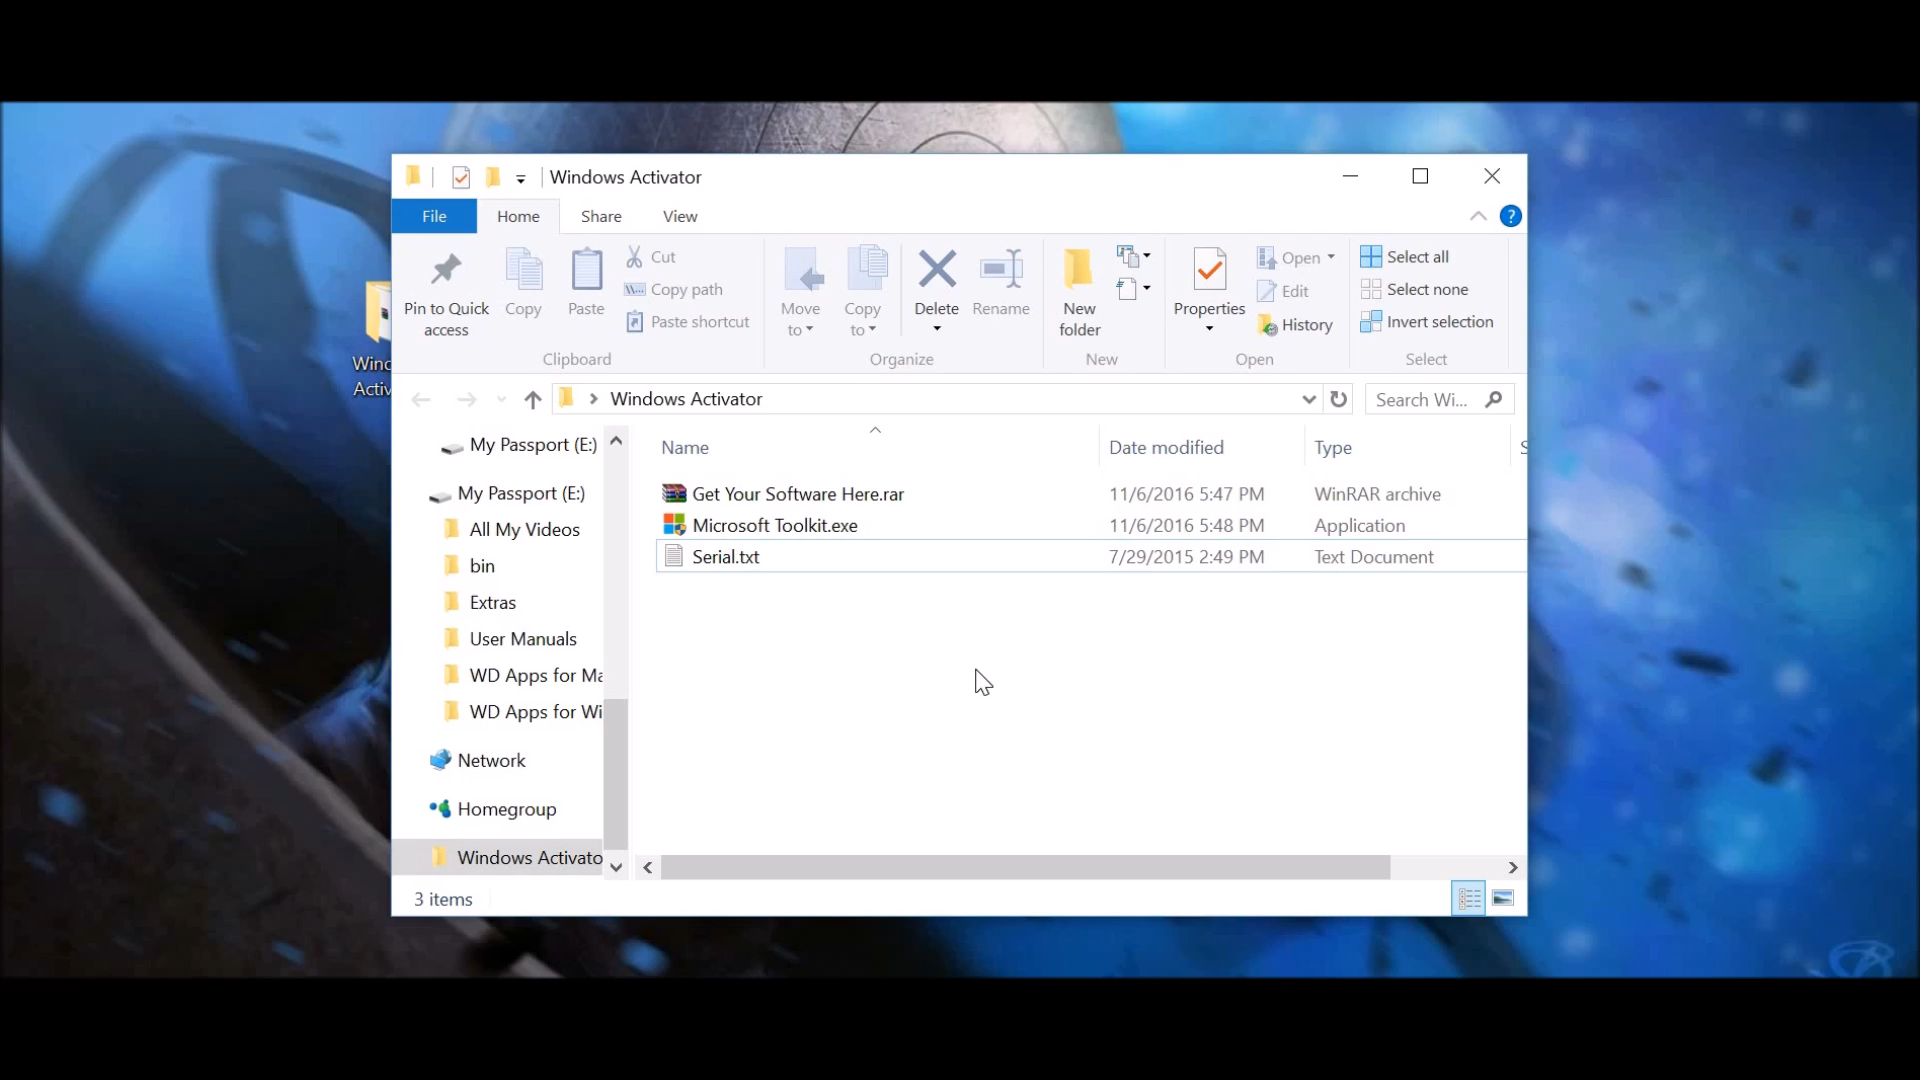 Windows Activator
File Home Share View
Pin to Quick access
Copy
Paste
Cut
Copy path
Paste shortcut
Clipboard
Move to
Copy to
Delete
Rename
Organize
New folder
New
Properties
Open
Edit
History
Open
Select all
Select none
Invert selection
Select
Windows Activator
Search Wi...
Name Date modified Type S
Get Your Software Here.rar 11/6/2016 5:47 PM WinRAR archive
Microsoft Toolkit.exe 11/6/2016 5:48 PM Application
Serial.txt 7/29/2015 2:49 PM Text Document
My Passport (E:)
My Passport (E:)
All My Videos
bin
Extras
User Manuals
WD Apps for Ma
WD Apps for Wi
Network
Homegroup
Windows Activato
3 items
Wind
Activ